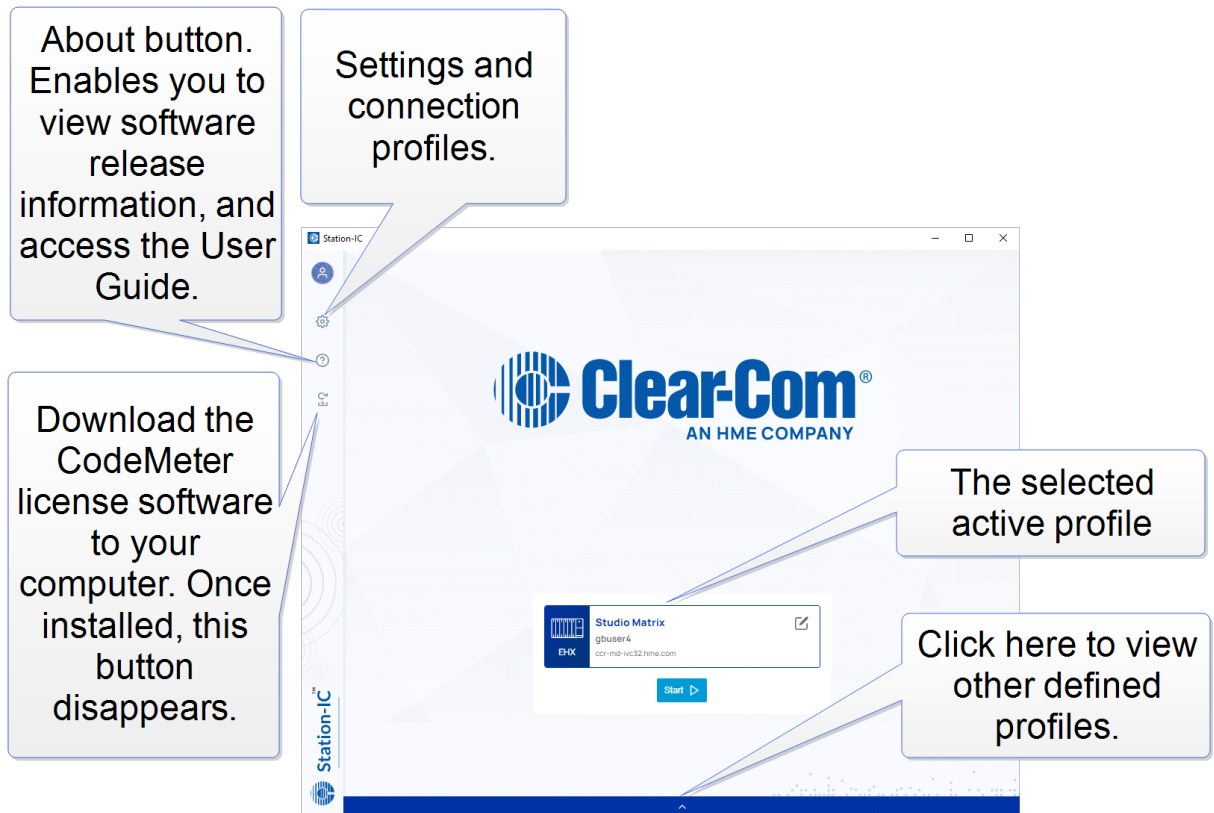 About button.
Enables you to
view software
release
information, and
access the User
Guide.
Settings and
connection
profiles.
Station-IC
Clear-Com®
AN HME COMPANY
Download the
CodeMeter
license software
to your
computer. Once
installed, this
button
disappears.
The selected
active profile
Studio Matrix
gbuser4
EHX
ccr-md-ivc32.hme.com
Start
Click here to view
other defined
profiles.
Station-IC™